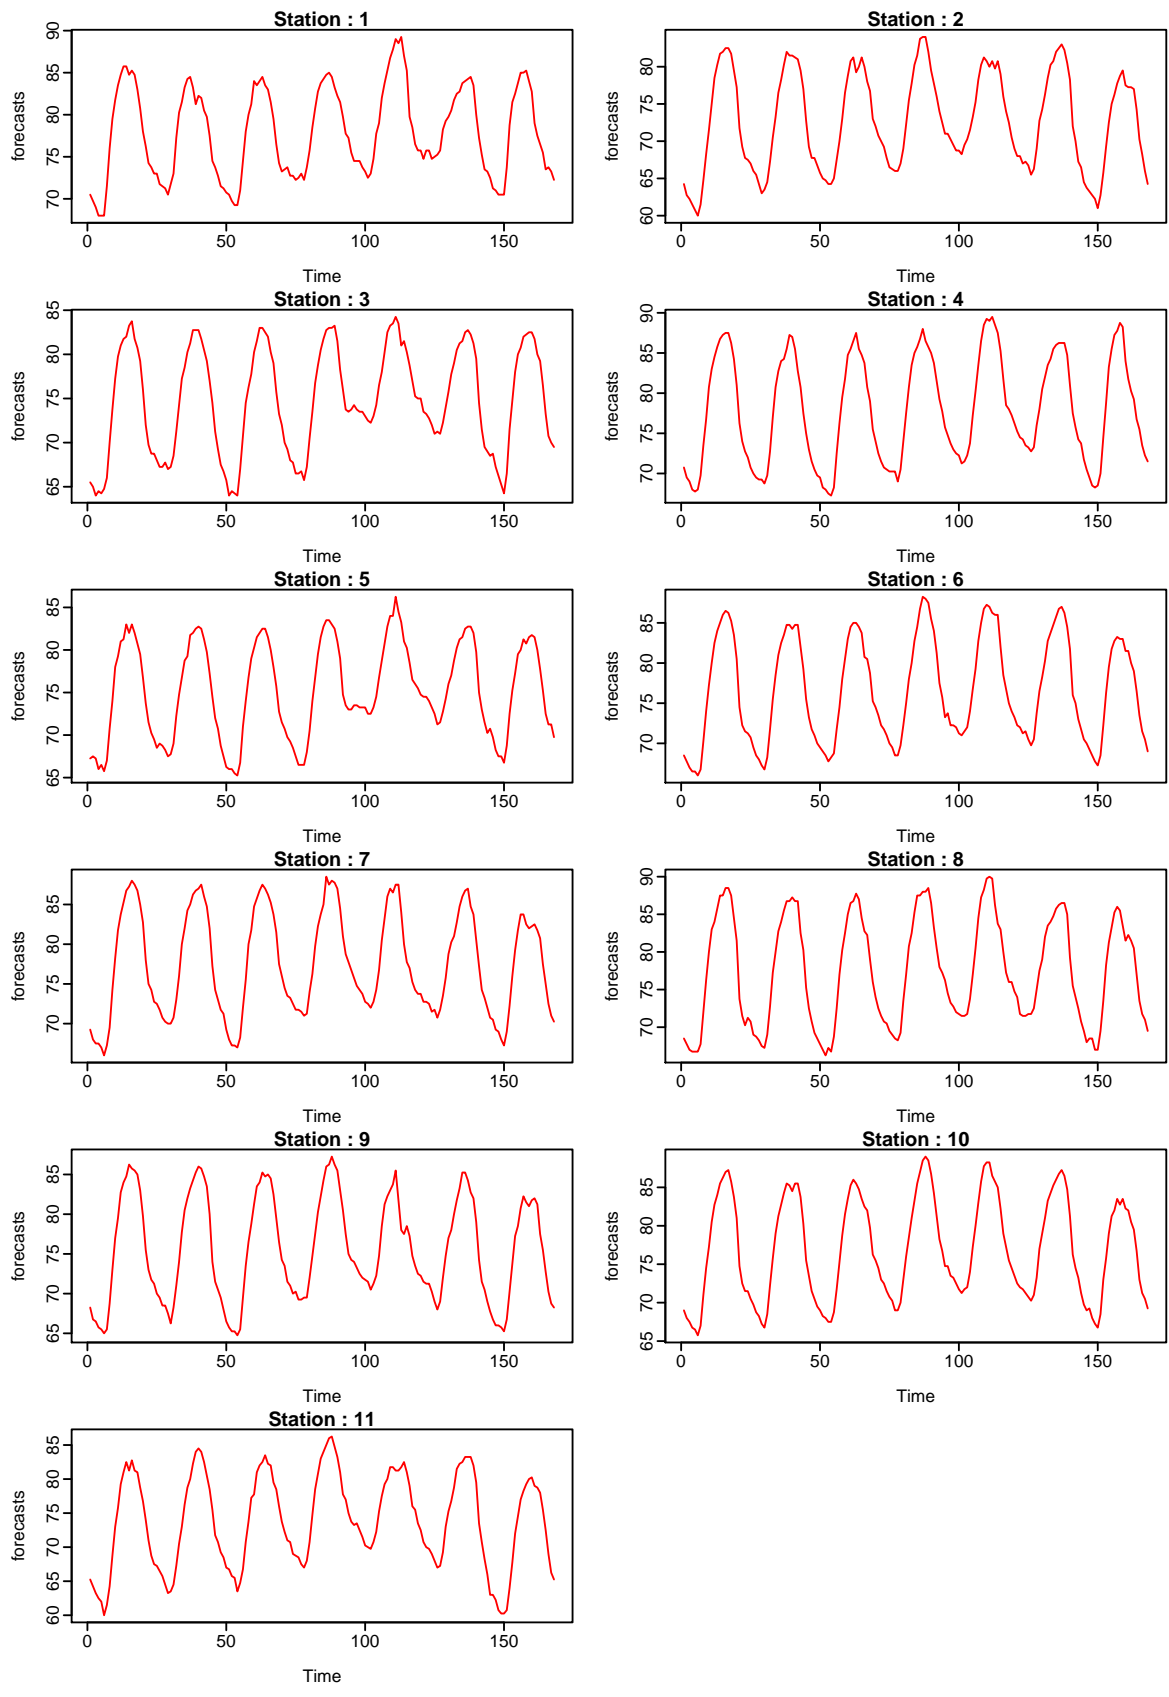 Station : 1
forecasts
70 75 80 85 90
0 50 100 150
Time
Station : 2
forecasts
60 65 70 75 80
0 50 100 150
Time
Station : 3
forecasts
65 70 75 80 85
0 50 100 150
Time
Station : 4
forecasts
70 75 80 85 90
0 50 100 150
Time
Station : 5
forecasts
65 70 75 80 85
0 50 100 150
Time
Station : 6
forecasts
70 75 80 85
0 50 100 150
Time
Station : 7
forecasts
70 75 80 85
0 50 100 150
Time
Station : 8
forecasts
70 75 80 85 90
0 50 100 150
Time
Station : 9
forecasts
65 70 75 80 85
0 50 100 150
Time
Station : 10
forecasts
65 70 75 80 85
0 50 100 150
Time
Station : 11
forecasts
60 65 70 75 80 85
0 50 100 150
Time